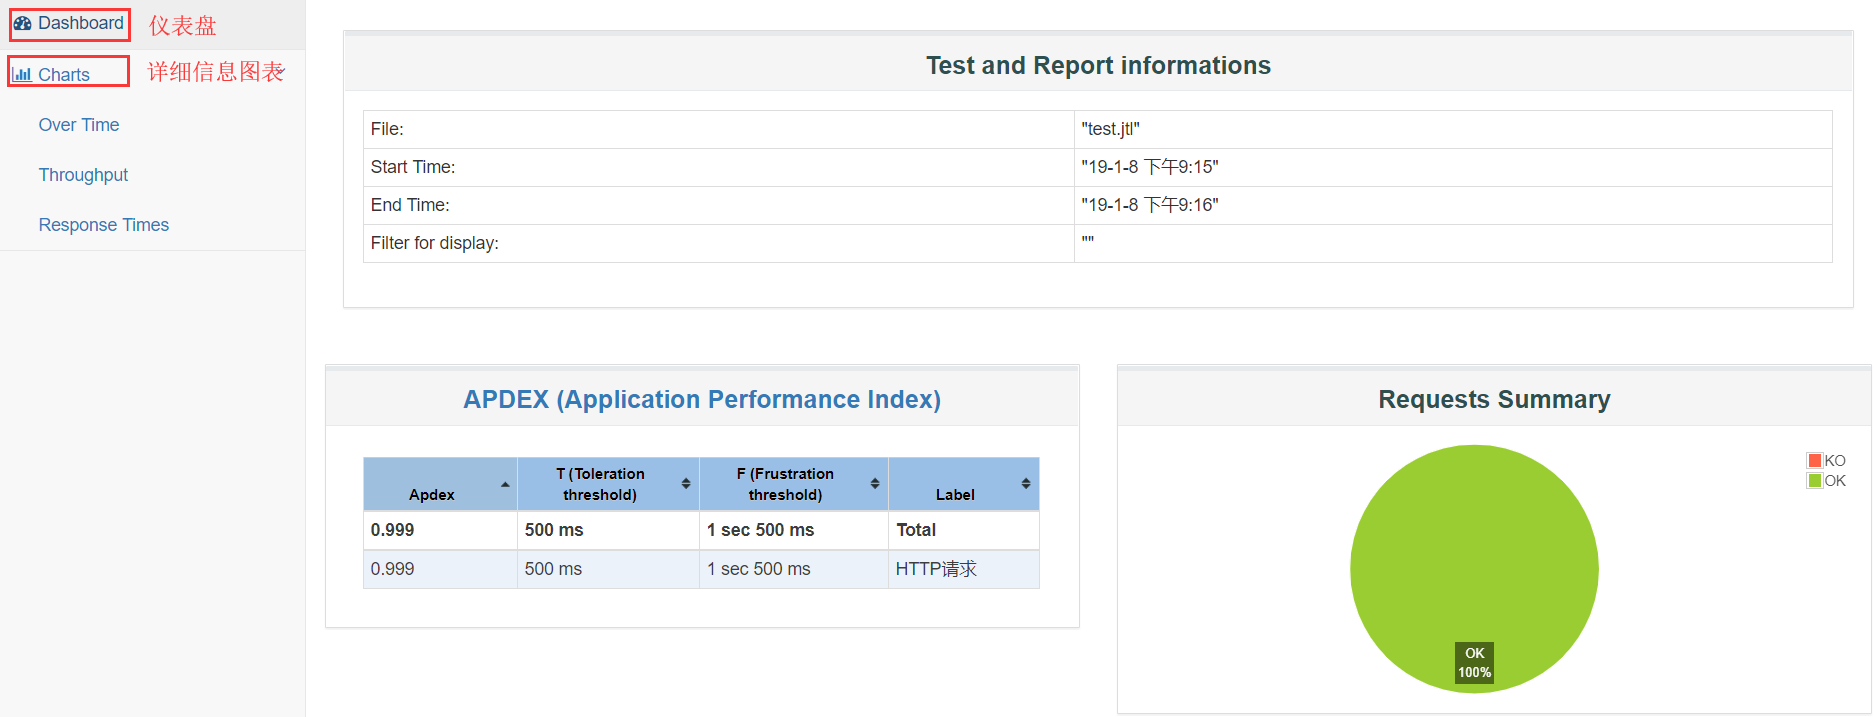 Dashboard 仪表盘
Charts 详细信息图表
Over Time
Throughput
Response Times
Test and Report informations
File: "test.jtl"
Start Time: "19-1-8 下午9:15"
End Time: "19-1-8 下午9:16"
Filter for display: ""
APDEX (Application Performance Index)
Apdex T (Toleration threshold) F (Frustration threshold) Label
0.999 500 ms 1 sec 500 ms Total
0.999 500 ms 1 sec 500 ms HTTP请求
Requests Summary
KO
OK
OK
100%